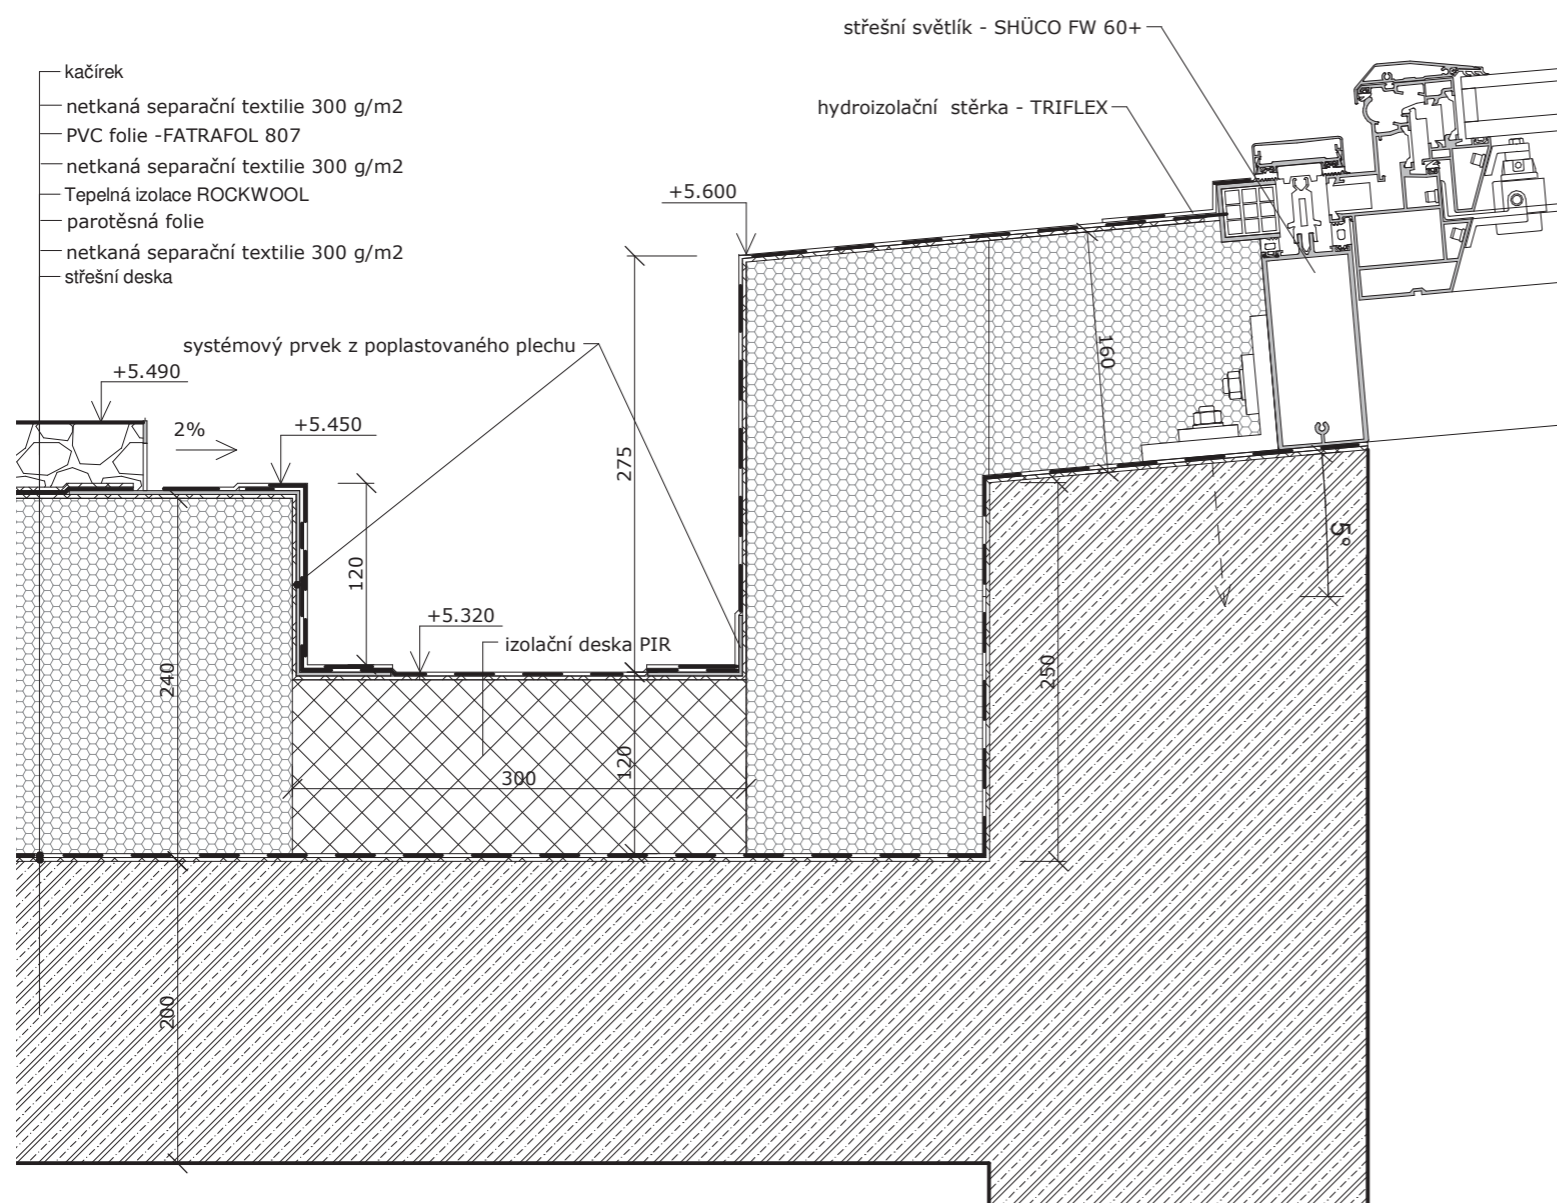 střešní světlík - SHÜCO FW 60+
kačírek
netkaná separační textilie 300 g/m2
hydroizolační stěrka - TRIFLEX
PVC folie -FATRAFOL 807
netkaná separační textilie 300 g/m2
Tepelná izolace ROCKWOOL
parotěsná folie
netkaná separační textilie 300 g/m2
střešní deska
+5.600
systémový prvek z poplastovaného plechu
160
+5.490
2%
+5.450
275
5°
120
+5.320
izolační deska PIR
240
250
120
300
200